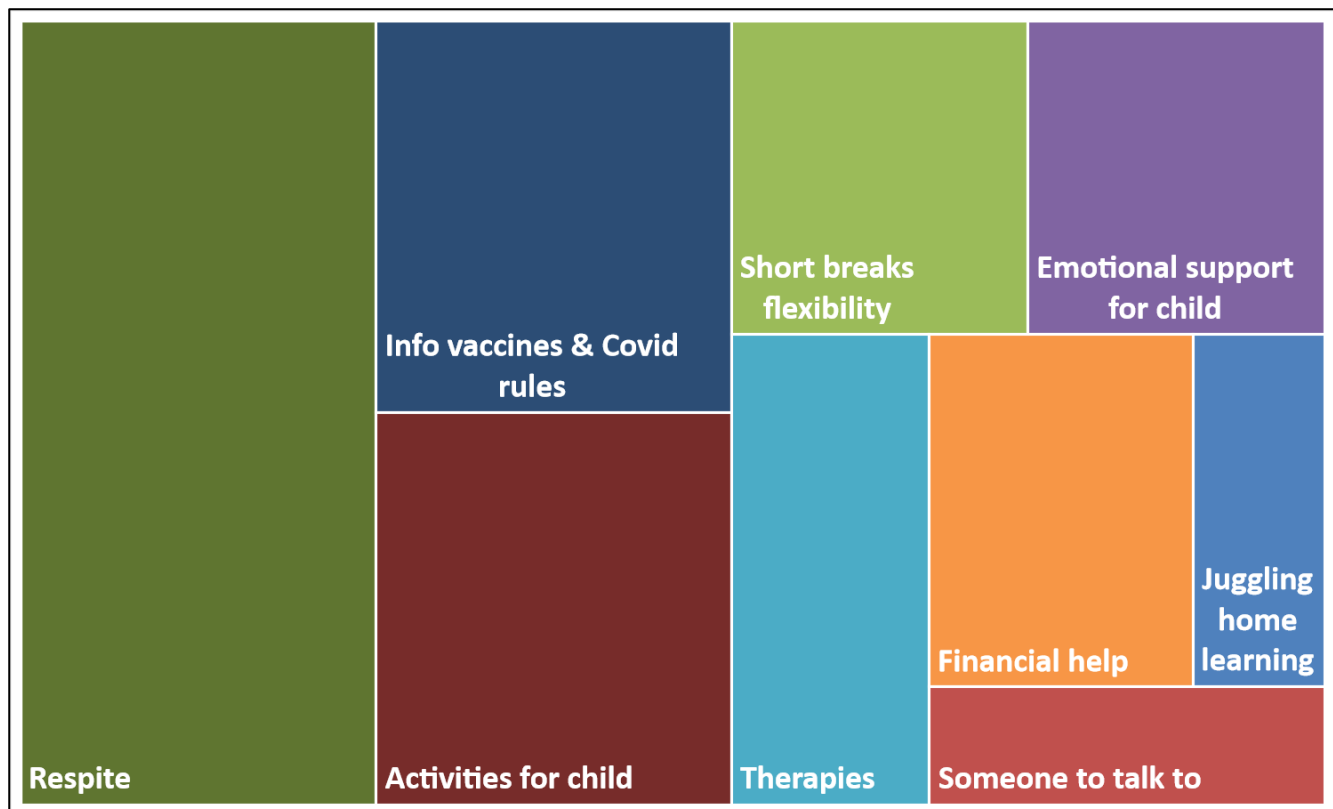 Respite
Info vaccines & Covid
rules
Activities for child
Short breaks
flexibility
Emotional support
for child
Therapies
Financial help
Juggling
home
learning
Someone to talk to